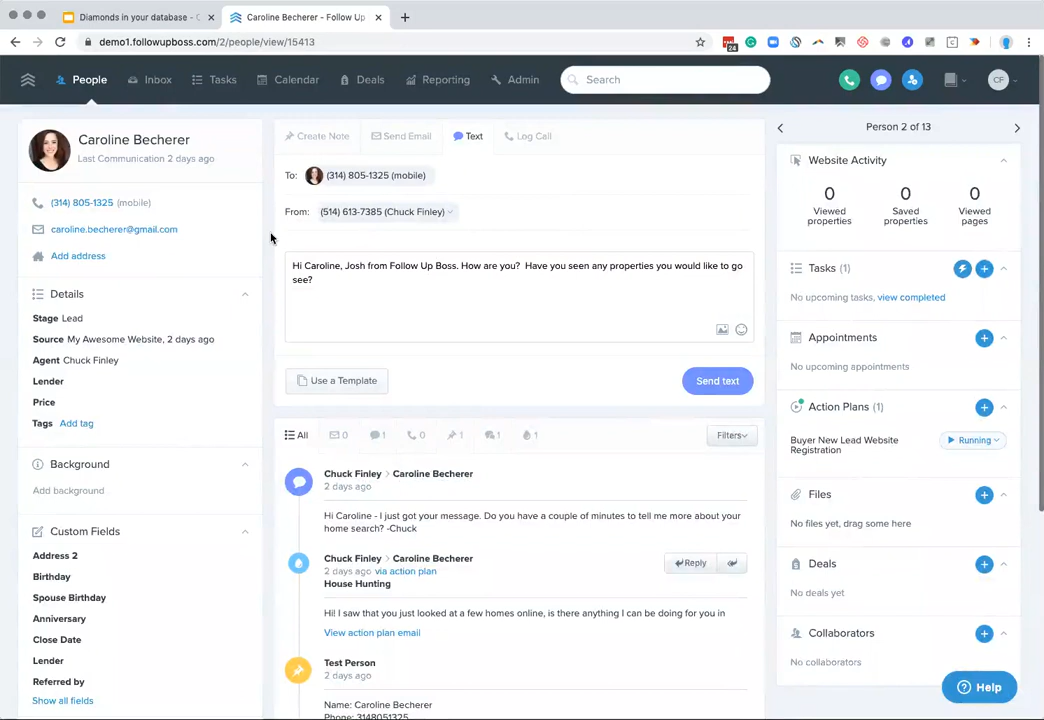 Diamonds in your database - C
Caroline Becherer - Follow Up
demo1.followupboss.com/2/people/view/15413
24
People
Inbox
Tasks
Calendar
Deals
Reporting
Admin
Search
CF
Caroline Becherer
Last Communication 2 days ago
(314) 805-1325 (mobile)
caroline.becherer@gmail.com
Add address
Details
Stage Lead
Source My Awesome Website, 2 days ago
Agent Chuck Finley
Lender
Price
Tags Add tag
Background
Add background
Custom Fields
Address 2
Birthday
Spouse Birthday
Anniversary
Close Date
Lender
Referred by
Show all fields
Create Note
Send Email
Text
Log Call
To: (314) 805-1325 (mobile)
From: (514) 613-7385 (Chuck Finley)
Hi Caroline, Josh from Follow Up Boss. How are you? Have you seen any properties you would like to go
see?
Use a Template
Send text
All
0
1
0
1
1
1
Filters
Chuck Finley > Caroline Becherer
2 days ago
Hi Caroline - I just got your message. Do you have a couple of minutes to tell me more about your
home search? -Chuck
Chuck Finley > Caroline Becherer
2 days ago via action plan
Reply
House Hunting
Hi! I saw that you just looked at a few homes online, is there anything I can be doing for you in
View action plan email
Test Person
2 days ago
Name: Caroline Becherer
Phone: 3148051325
Person 2 of 13
Website Activity
0
Viewed
properties
0
Saved
properties
0
Viewed
pages
Tasks (1)
No upcoming tasks, view completed
Appointments
No upcoming appointments
Action Plans (1)
Buyer New Lead Website
Registration
Running
Files
No files yet, drag some here
Deals
No deals yet
Collaborators
No collaborators
Help